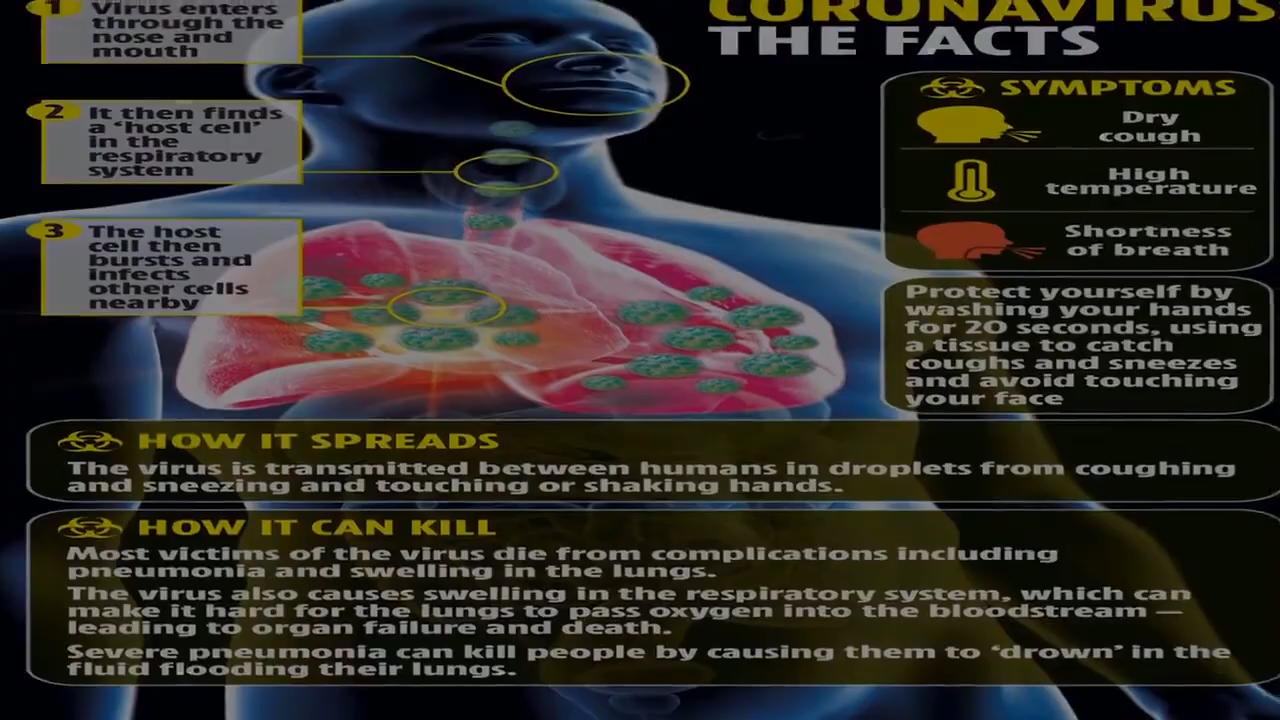 CORONAVIRUS
THE FACTS
1 Virus enters
through the
nose and
mouth
2 It then finds
a ‘host cell’
in the
respiratory
system
3 The host
cell then
bursts and
infects
other cells
nearby
SYMPTOMS
Dry
cough
High
temperature
Shortness
of breath
Protect yourself by
washing your hands
for 20 seconds, using
a tissue to catch
coughs and sneezes
and avoid touching
your face
HOW IT SPREADS
The virus is transmitted between humans in droplets from coughing
and sneezing and touching or shaking hands.
HOW IT CAN KILL
Most victims of the virus die from complications including
pneumonia and swelling in the lungs.
The virus also causes swelling in the respiratory system, which can
make it hard for the lungs to pass oxygen into the bloodstream —
leading to organ failure and death.
Severe pneumonia can kill people by causing them to ‘drown’ in the
fluid flooding their lungs.